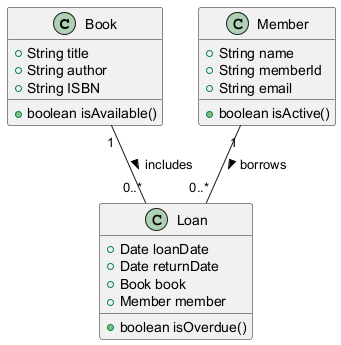 C Book
String title
String author
String ISBN
boolean isAvailable()
C Member
String name
String memberId
String email
boolean isActive()
1
1
includes
borrows
0..*
0..*
C Loan
Date loanDate
Date returnDate
Book book
Member member
boolean isOverdue()